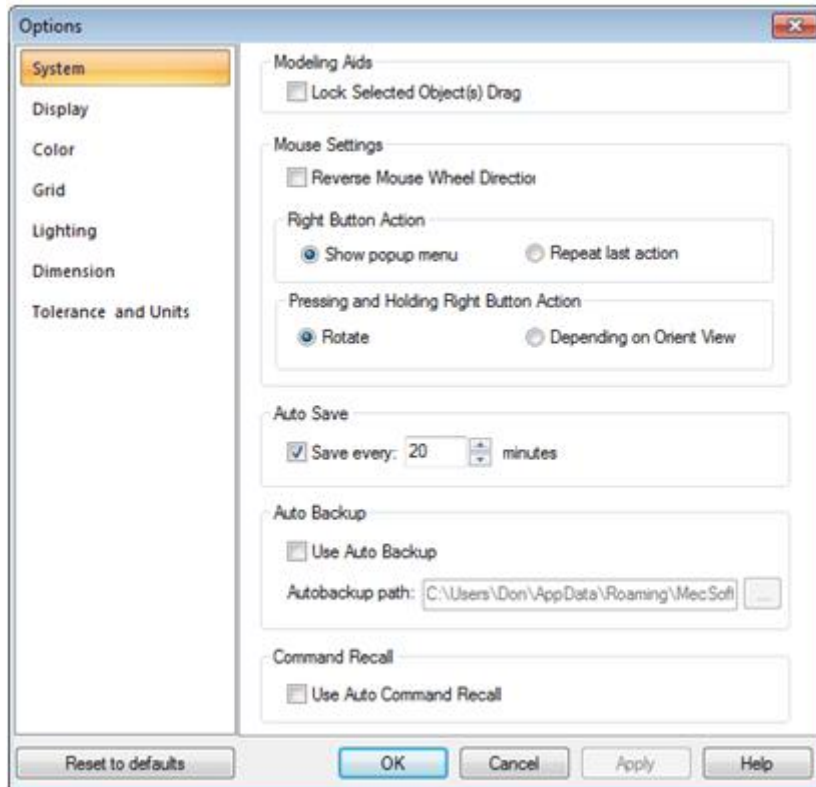 Options
System
Display
Color
Grid
Lighting
Dimension
Tolerance and Units
Modeling Aids
Lock Selected Object(s) Drag
Mouse Settings
Reverse Mouse Wheel Directior
Right Button Action
Show popup menu Repeat last action
Pressing and Holding Right Button Action
Rotate Depending on Orient View
Auto Save
Save every: 20 minutes
Auto Backup
Use Auto Backup
Autobackup path: C:\Users\Don\AppData\Roaming\MecSoft ...
Command Recall
Use Auto Command Recall
Reset to defaults OK Cancel Apply Help